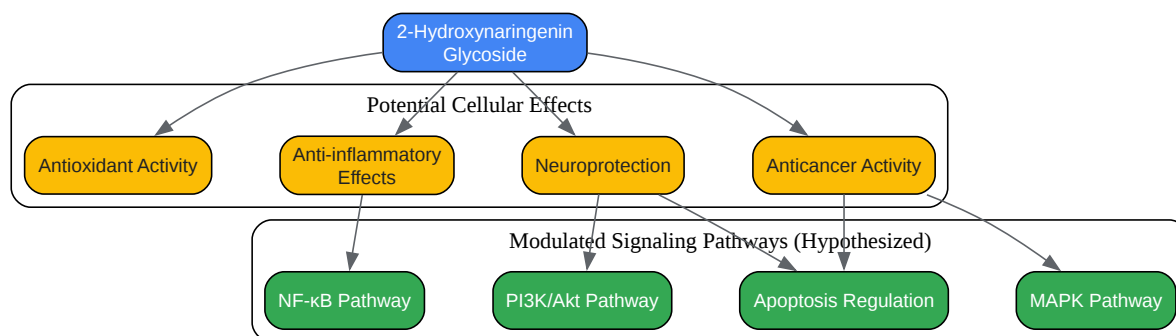 2-Hydroxynaringenin
Glycoside
Potential Cellular Effects
Antioxidant Activity
Anti-inflammatory
Effects
Neuroprotection
Anticancer Activity
Modulated Signaling Pathways (Hypothesized)
NF-κB Pathway
PI3K/Akt Pathway
Apoptosis Regulation
MAPK Pathway